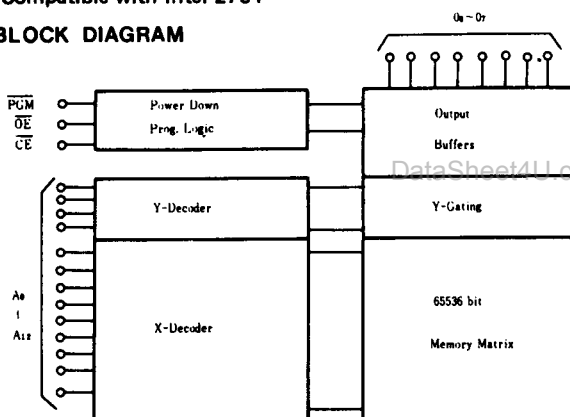 Compatible with Intel 2764
BLOCK DIAGRAM
O₀~O₇
PGM
OE
CE
Power Down
Prog. Logic
Output
Buffers
DataSheet4U.c
Y-Decoder
Y-Gating
A₀
~
A₁₂
X-Decoder
65536 bit
Memory Matrix